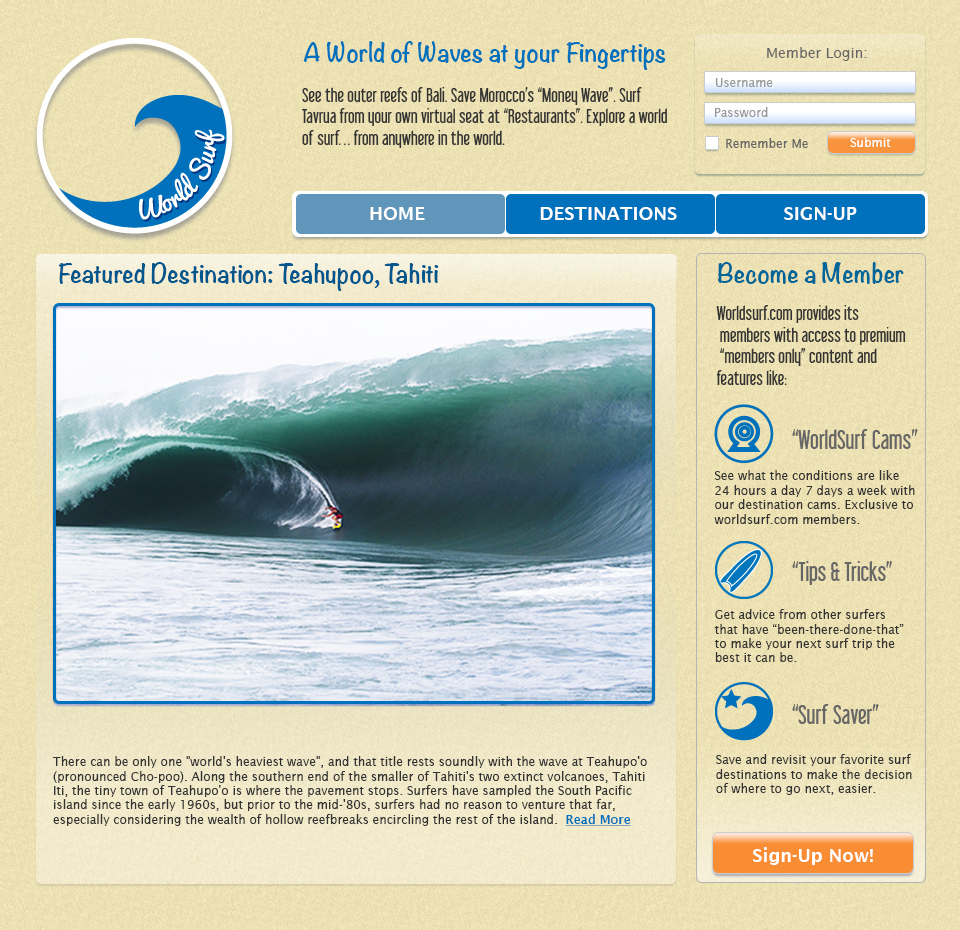 World Surf
A World of Waves at your Fingertips
See the outer reefs of Bali. Save Morocco's “Money Wave”. Surf
Tavrua from your own virtual seat at “Restaurants”. Explore a world
of surf... from anywhere in the world.
Member Login:
Username
Password
Remember Me
Submit
HOME
DESTINATIONS
SIGN-UP
Featured Destination: Teahupoo, Tahiti
There can be only one "world's heaviest wave", and that title rests soundly with the wave at Teahupo'o
(pronounced Cho-poo). Along the southern end of the smaller of Tahiti's two extinct volcanoes, Tahiti
Iti, the tiny town of Teahupo'o is where the pavement stops. Surfers have sampled the South Pacific
island since the early 1960s, but prior to the mid-'80s, surfers had no reason to venture that far,
especially considering the wealth of hollow reefbreaks encircling the rest of the island. Read More
Become a Member
Worldsurf.com provides its
members with access to premium
“members only” content and
features like:
“WorldSurf Cams”
See what the conditions are like
24 hours a day 7 days a week with
our destination cams. Exclusive to
worldsurf.com members.
“Tips & Tricks”
Get advice from other surfers
that have “been-there-done-that”
to make your next surf trip the
best it can be.
“Surf Saver”
Save and revisit your favorite surf
destinations to make the decision
of where to go next, easier.
Sign-Up Now!